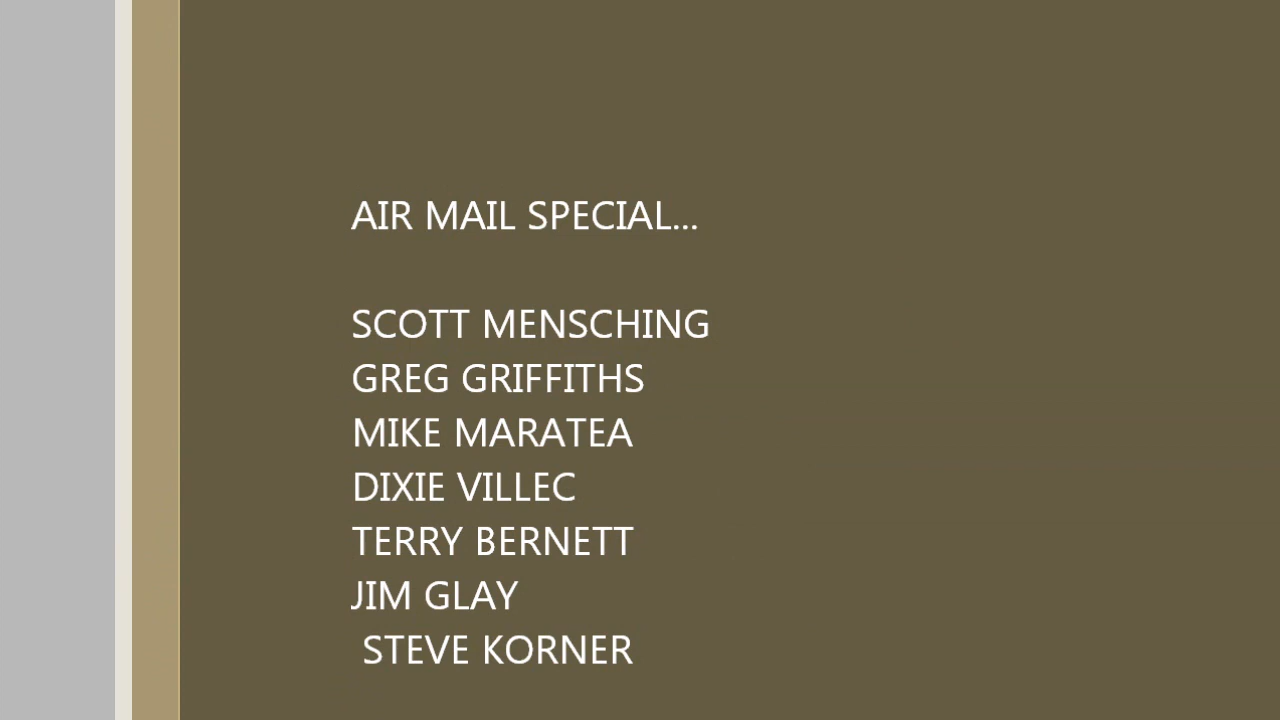 AIR MAIL SPECIAL...
SCOTT MENSCHING
GREG GRIFFITHS
MIKE MARATEA
DIXIE VILLEC
TERRY BERNETT
JIM GLAY
STEVE KORNER